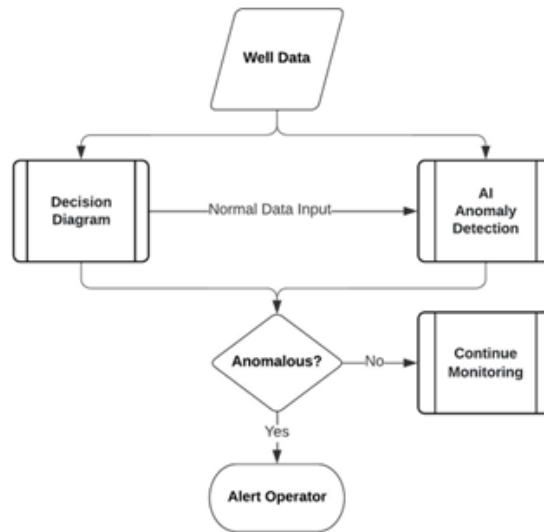 Well Data
Decision
Diagram
Normal Data Input
AI
Anomaly
Detection
Anomalous?
No
Continue
Monitoring
Yes
Alert Operator